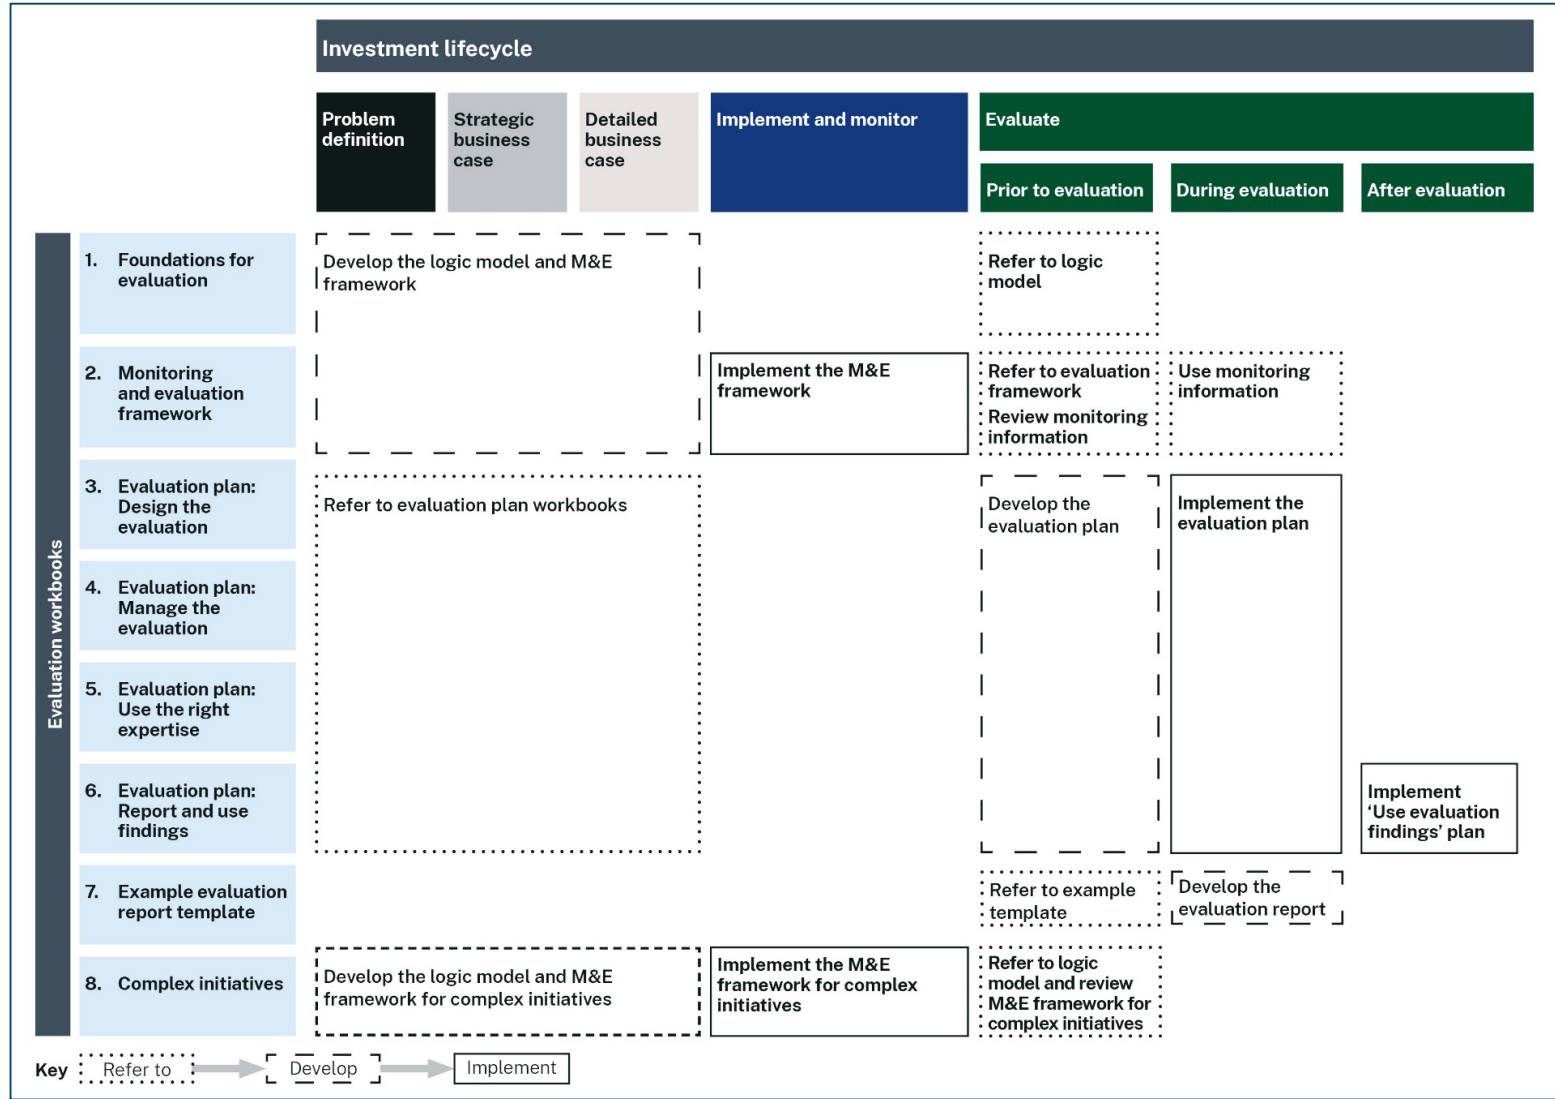 Investment lifecycle
Problem
definition
Strategic
business
case
Detailed
business
case
Implement and monitor
Evaluate
Prior to evaluation
During evaluation
After evaluation
Evaluation workbooks
1. Foundations for
evaluation
Develop the logic model and M&E
framework
Refer to logic
model
2. Monitoring
and evaluation
framework
Implement the M&E
framework
Refer to evaluation
framework
Review monitoring
information
Use monitoring
information
3. Evaluation plan:
Design the
evaluation
Refer to evaluation plan workbooks
Develop the
evaluation plan
Implement the
evaluation plan
4. Evaluation plan:
Manage the
evaluation
5. Evaluation plan:
Use the right
expertise
6. Evaluation plan:
Report and use
findings
Implement
‘Use evaluation
findings’ plan
7. Example evaluation
report template
Refer to example
template
Develop the
evaluation report
8. Complex initiatives
Develop the logic model and M&E
framework for complex initiatives
Implement the M&E
framework for complex
initiatives
Refer to logic
model and review
M&E framework for
complex initiatives
Key
Refer to
Develop
Implement